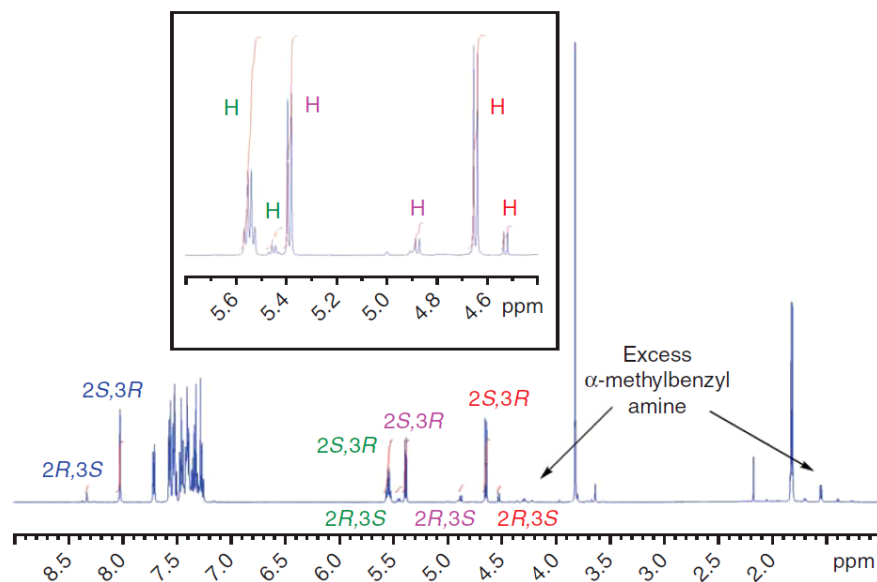 H
H
H
H
H
H
5.6 5.4 5.2 5.0 4.8 4.6 ppm
Excess
α-methylbenzyl
amine
2S,3R
2S,3R
2S,3R
2S,3R
2R,3S
2R,3S
2R,3S
2R,3S
8.5 8.0 7.5 7.0 6.5 6.0 5.5 5.0 4.5 4.0 3.5 3.0 2.5 2.0 ppm